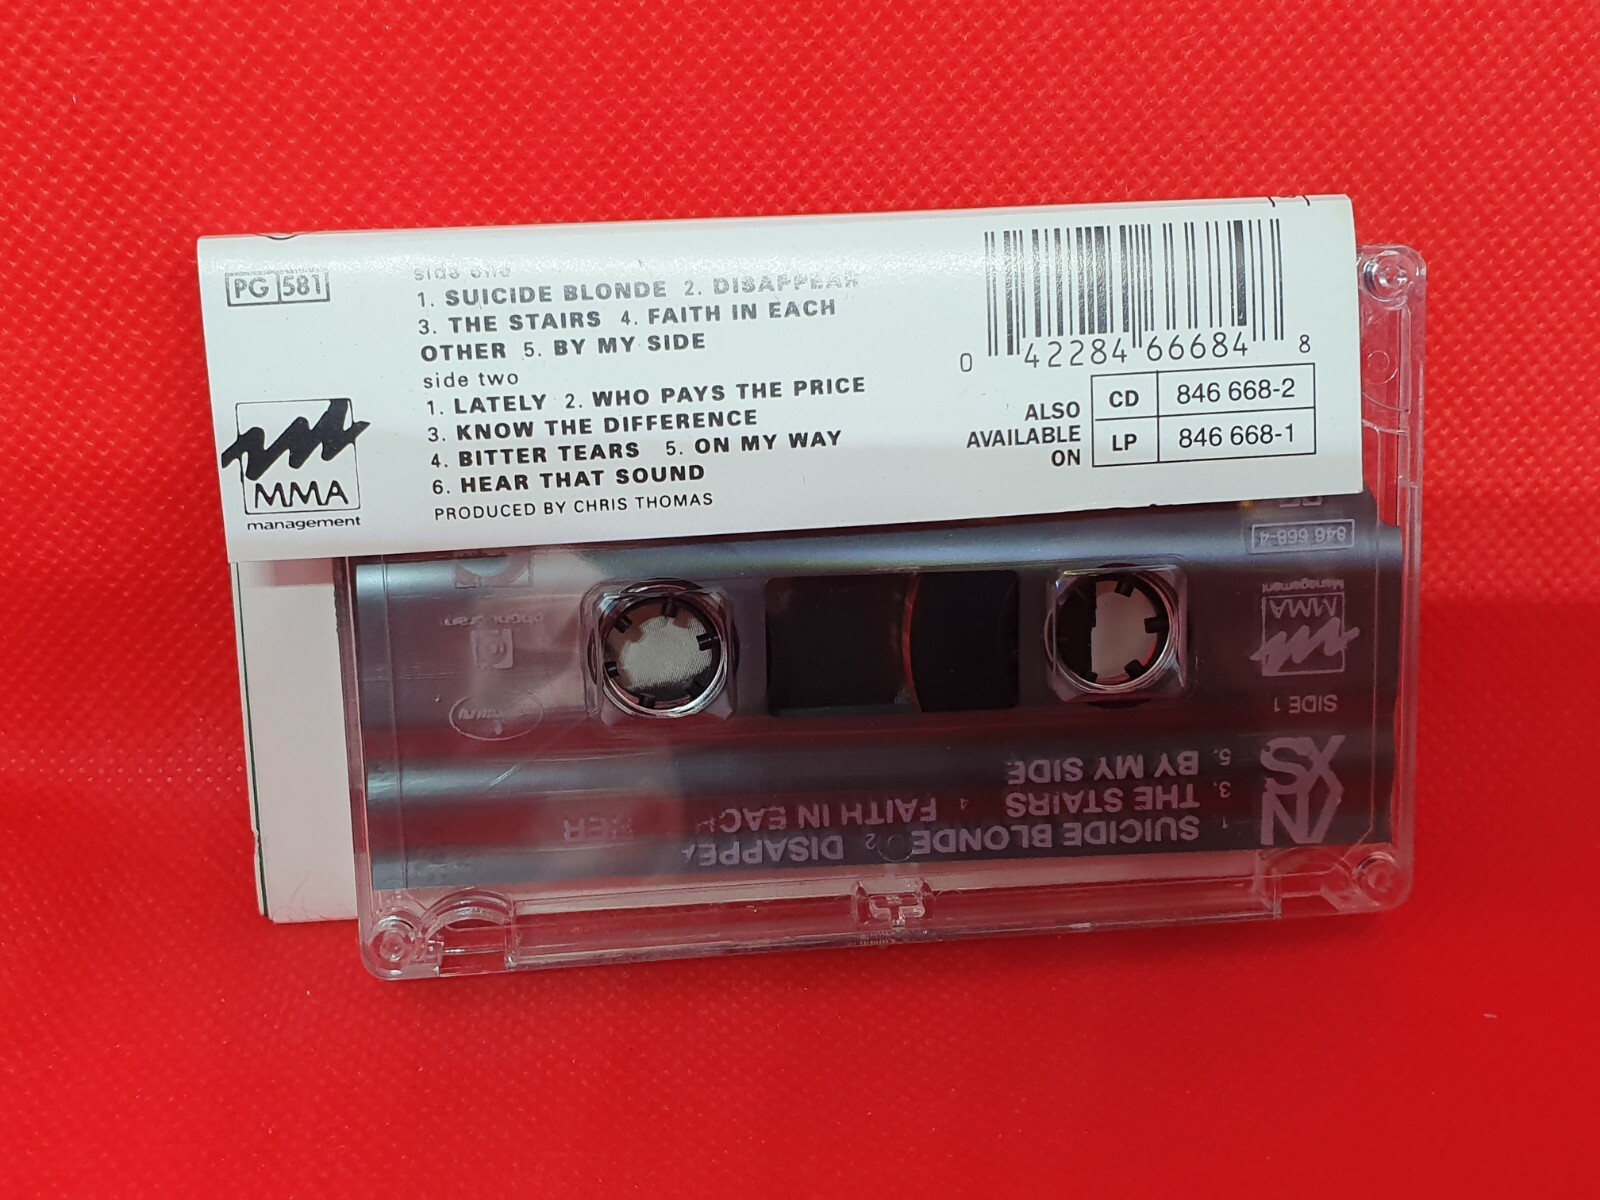 PG 581
side one
1. SUICIDE BLONDE 2. DISAPPEAR
3. THE STAIRS 4. FAITH IN EACH
OTHER 5. BY MY SIDE
side two
1. LATELY 2. WHO PAYS THE PRICE
3. KNOW THE DIFFERENCE
4. BITTER TEARS 5. ON MY WAY
6. HEAR THAT SOUND
PRODUCED BY CHRIS THOMAS
MMA
management
0 42284 66684 8
ALSO
AVAILABLE
ON
CD 846 668-2
LP 846 668-1
846 668-4
MMA
Management
SIDE 1
1 SUICIDE BLONDE 2 DISAPPEA
3. THE STAIRS 4 FAITH IN EACH
5. BY MY SIDE